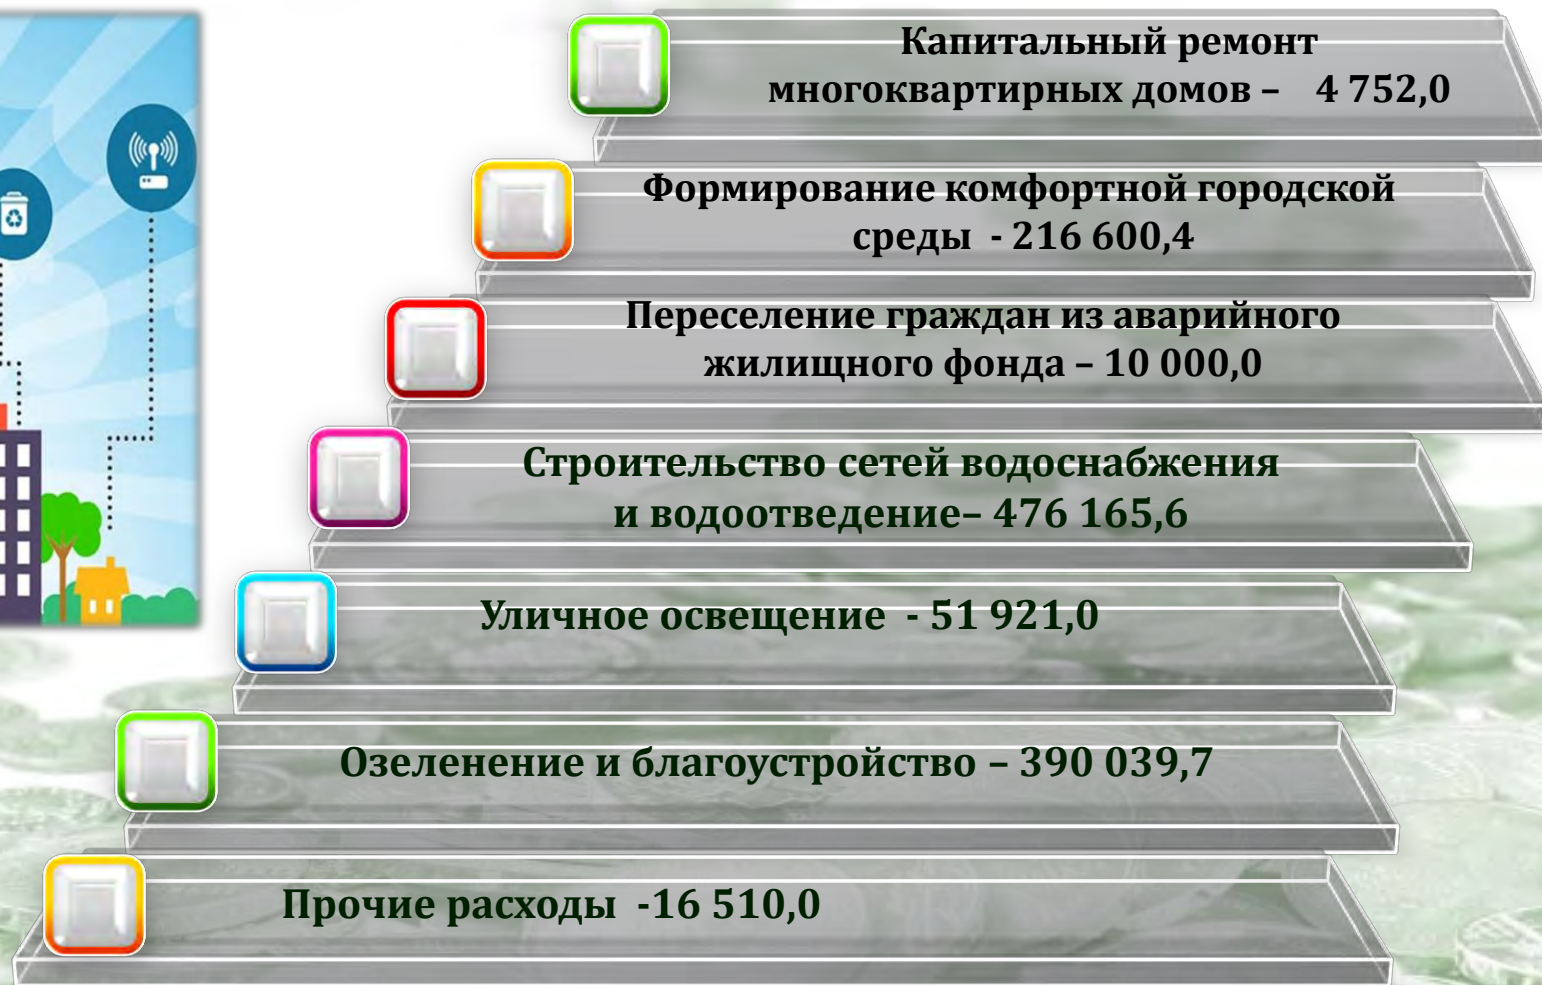 Капитальный ремонт
многоквартирных домов – 4 752,0
Формирование комфортной городской
среды - 216 600,4
Переселение граждан из аварийного
жилищного фонда – 10 000,0
Строительство сетей водоснабжения
и водоотведение– 476 165,6
Уличное освещение - 51 921,0
Озеленение и благоустройство – 390 039,7
Прочие расходы -16 510,0